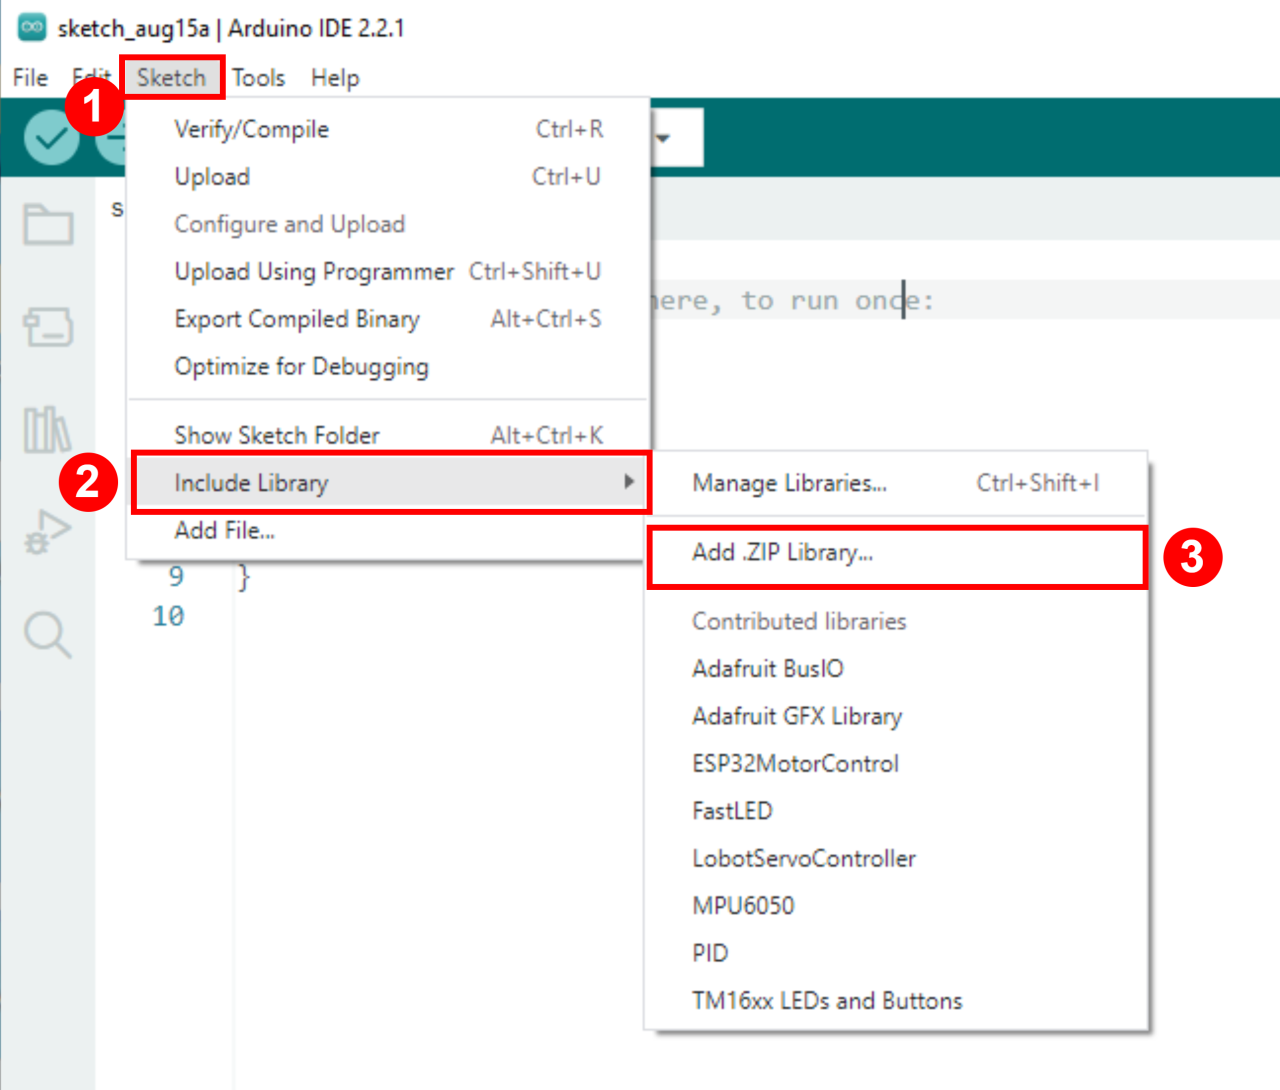 sketch_aug15a | Arduino IDE 2.2.1
File Edit Sketch Tools Help
1
Verify/Compile Ctrl+R
Upload Ctrl+U
s
Configure and Upload
Upload Using Programmer Ctrl+Shift+U
here, to run once:
Export Compiled Binary Alt+Ctrl+S
Optimize for Debugging
Show Sketch Folder Alt+Ctrl+K
2
Include Library
Manage Libraries... Ctrl+Shift+I
Add File...
Add .ZIP Library...
3
9 }
10
Contributed libraries
Adafruit BusIO
Adafruit GFX Library
ESP32MotorControl
FastLED
LobotServoController
MPU6050
PID
TM16xx LEDs and Buttons